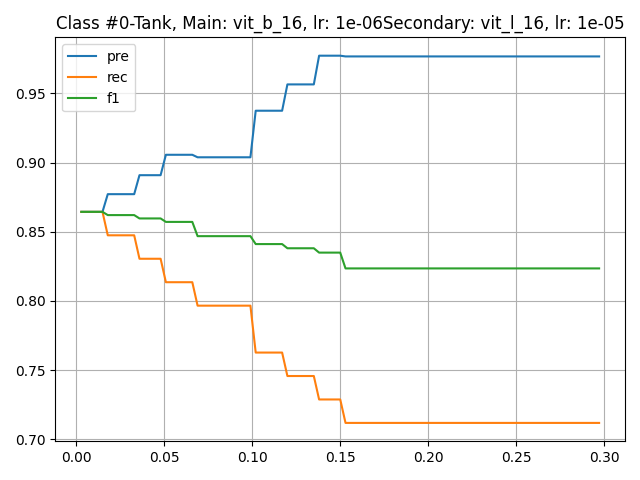 Class #0-Tank, Main: vit_b_16, lr: 1e-06Secondary: vit_l_16, lr: 1e-05
pre
rec
f1
0.95
0.90
0.85
0.80
0.75
0.70
0.00 0.05 0.10 0.15 0.20 0.25 0.30